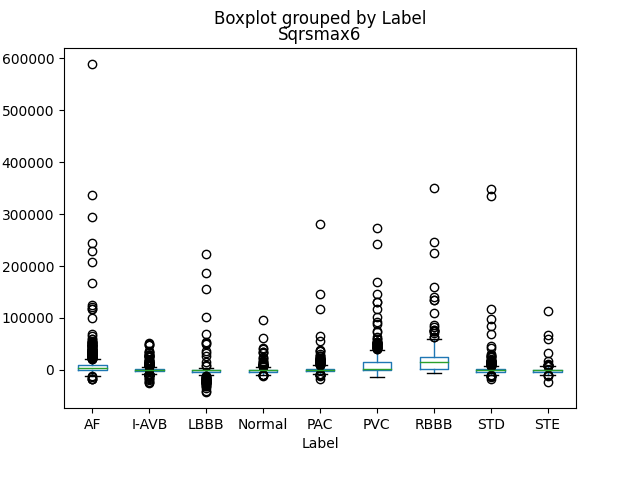 Boxplot grouped by Label
Sqrsmax6
600000
500000
400000
300000
200000
100000
0
AF I-AVB LBBB Normal PAC PVC RBBB STD STE
Label